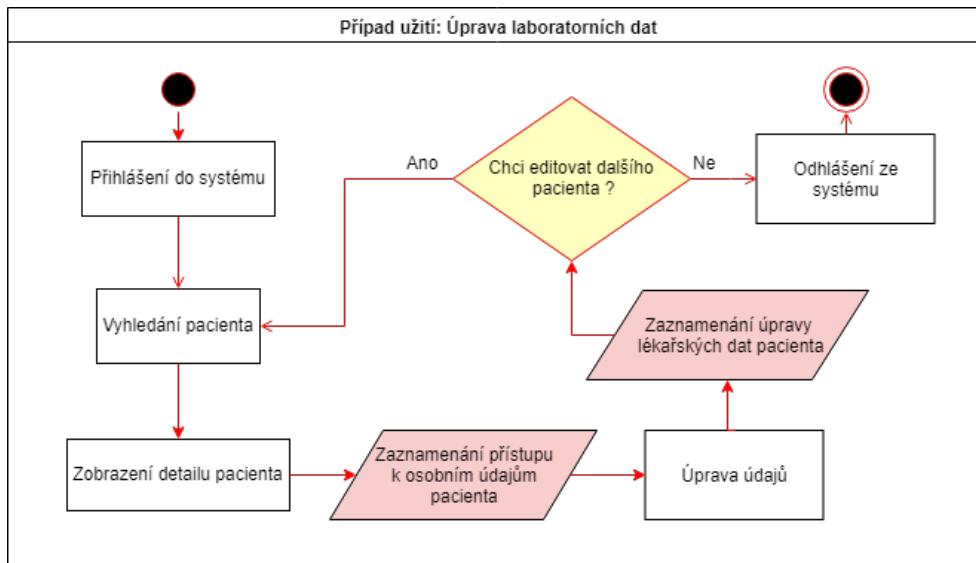 Případ užití: Úprava laboratorních dat
Přihlášení do systému
Vyhledání pacienta
Zobrazení detailu pacienta
Zaznamenání přístupu
k osobním údajům
pacienta
Úprava údajů
Zaznamenání úpravy
lékařských dat pacienta
Chci editovat dalšího
pacienta ?
Ano
Ne
Odhlášení ze
systému